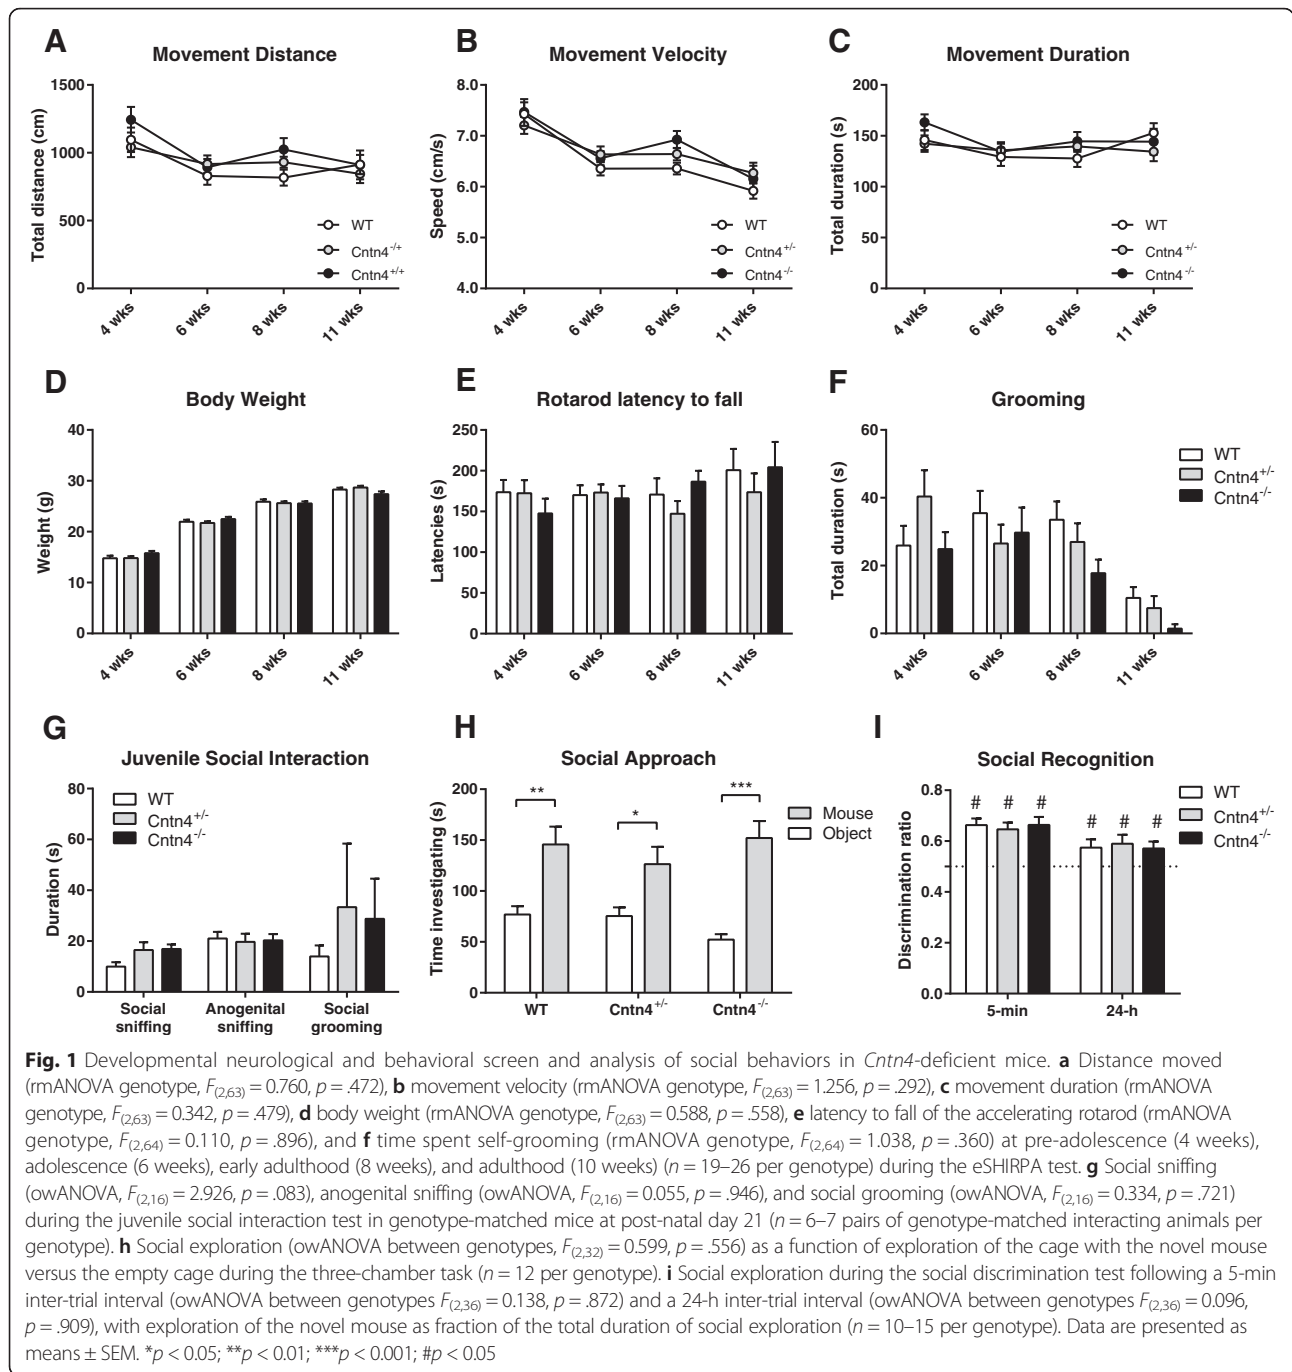 A
Movement Distance
Total distance (cm)
1500
1000
500
0
4 wks
6 wks
8 wks
11 wks
WT
Cntn4-/+
Cntn4+/+
B
Movement Velocity
Speed (cm/s)
8.0
7.0
6.0
5.0
4.0
4 wks
6 wks
8 wks
11 wks
WT
Cntn4+/-
Cntn4-/-
C
Movement Duration
Total duration (s)
200
150
100
50
0
4 wks
6 wks
8 wks
11 wks
WT
Cntn4+/-
Cntn4-/-
D
Body Weight
Weight (g)
40
30
20
10
0
4 wks
6 wks
8 wks
11 wks
E
Rotarod latency to fall
Latencies (s)
250
200
150
100
50
0
4 wks
6 wks
8 wks
11 wks
F
Grooming
Total duration (s)
60
40
20
0
4 wks
6 wks
8 wks
11 wks
WT
Cntn4+/-
Cntn4-/-
G
Juvenile Social Interaction
Duration (s)
80
60
40
20
0
WT
Cntn4+/-
Cntn4-/-
Social
sniffing
Anogenital
sniffing
Social
grooming
H
Social Approach
Time investigating (s)
200
150
100
50
0
**
*
***
Mouse
Object
WT
Cntn4+/-
Cntn4-/-
I
Social Recognition
Discrimination ratio
0.8
0.6
0.4
0.2
0.0
# # #
# # #
5-min
24-h
WT
Cntn4+/-
Cntn4-/-
Fig. 1 Developmental neurological and behavioral screen and analysis of social behaviors in Cntn4-deficient mice. a Distance moved
(rmANOVA genotype, F(2,63) = 0.760, p = .472), b movement velocity (rmANOVA genotype, F(2,63) = 1.256, p = .292), c movement duration (rmANOVA
genotype, F(2,63) = 0.342, p = .479), d body weight (rmANOVA genotype, F(2,63) = 0.588, p = .558), e latency to fall of the accelerating rotarod (rmANOVA
genotype, F(2,64) = 0.110, p = .896), and f time spent self-grooming (rmANOVA genotype, F(2,64) = 1.038, p = .360) at pre-adolescence (4 weeks),
adolescence (6 weeks), early adulthood (8 weeks), and adulthood (10 weeks) (n = 19–26 per genotype) during the eSHIRPA test. g Social sniffing
(owANOVA, F(2,16) = 2.926, p = .083), anogenital sniffing (owANOVA, F(2,16) = 0.055, p = .946), and social grooming (owANOVA, F(2,16) = 0.334, p = .721)
during the juvenile social interaction test in genotype-matched mice at post-natal day 21 (n = 6–7 pairs of genotype-matched interacting animals per
genotype). h Social exploration (owANOVA between genotypes, F(2,32) = 0.599, p = .556) as a function of exploration of the cage with the novel mouse
versus the empty cage during the three-chamber task (n = 12 per genotype). i Social exploration during the social discrimination test following a 5-min
inter-trial interval (owANOVA between genotypes F(2,36) = 0.138, p = .872) and a 24-h inter-trial interval (owANOVA between genotypes F(2,36) = 0.096,
p = .909), with exploration of the novel mouse as fraction of the total duration of social exploration (n = 10–15 per genotype). Data are presented as
means ± SEM. *p < 0.05; **p < 0.01; ***p < 0.001; #p < 0.05